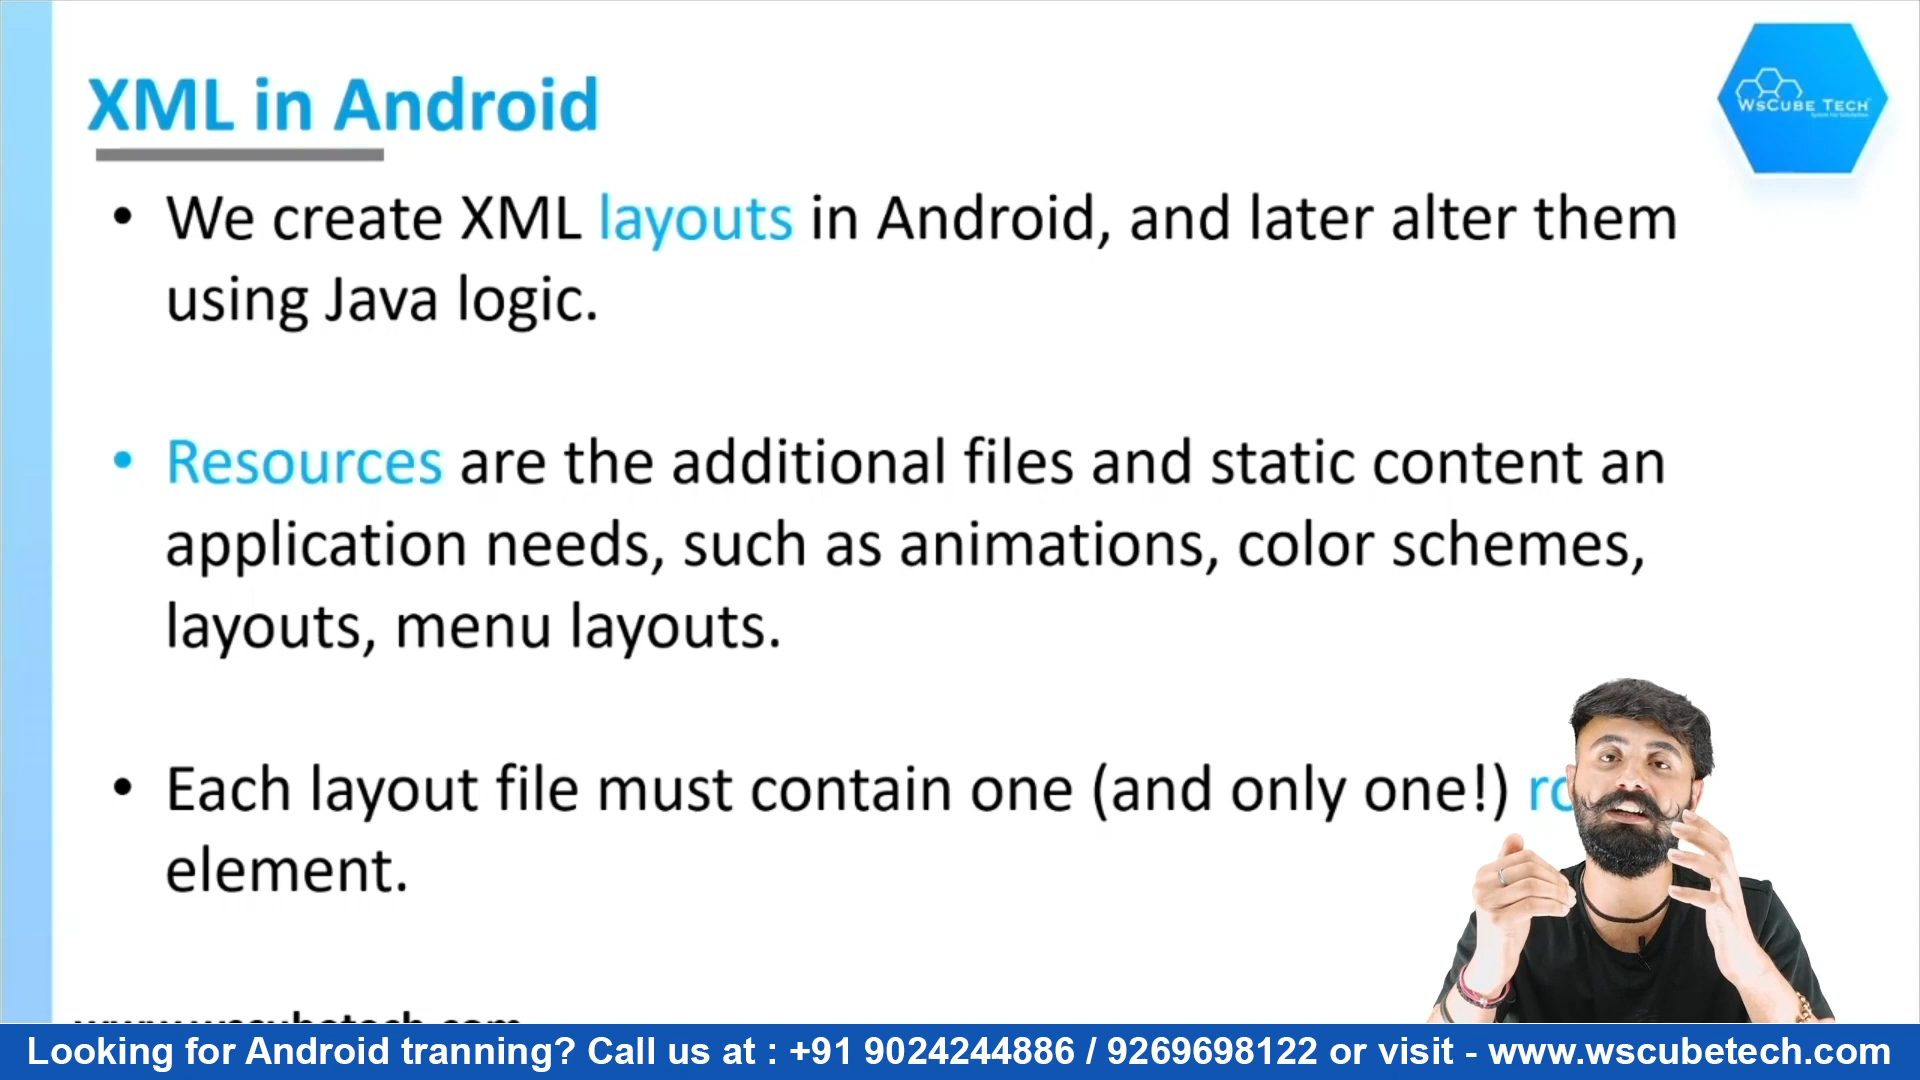 XML in Android
WsCube Tech
• We create XML layouts in Android, and later alter them
using Java logic.
• Resources are the additional files and static content an
application needs, such as animations, color schemes,
layouts, menu layouts.
• Each layout file must contain one (and only one!)
element.
www.wscubetech.com
Looking for Android tranning? Call us at : +91 9024244886 / 9269698122 or visit - www.wscubetech.com